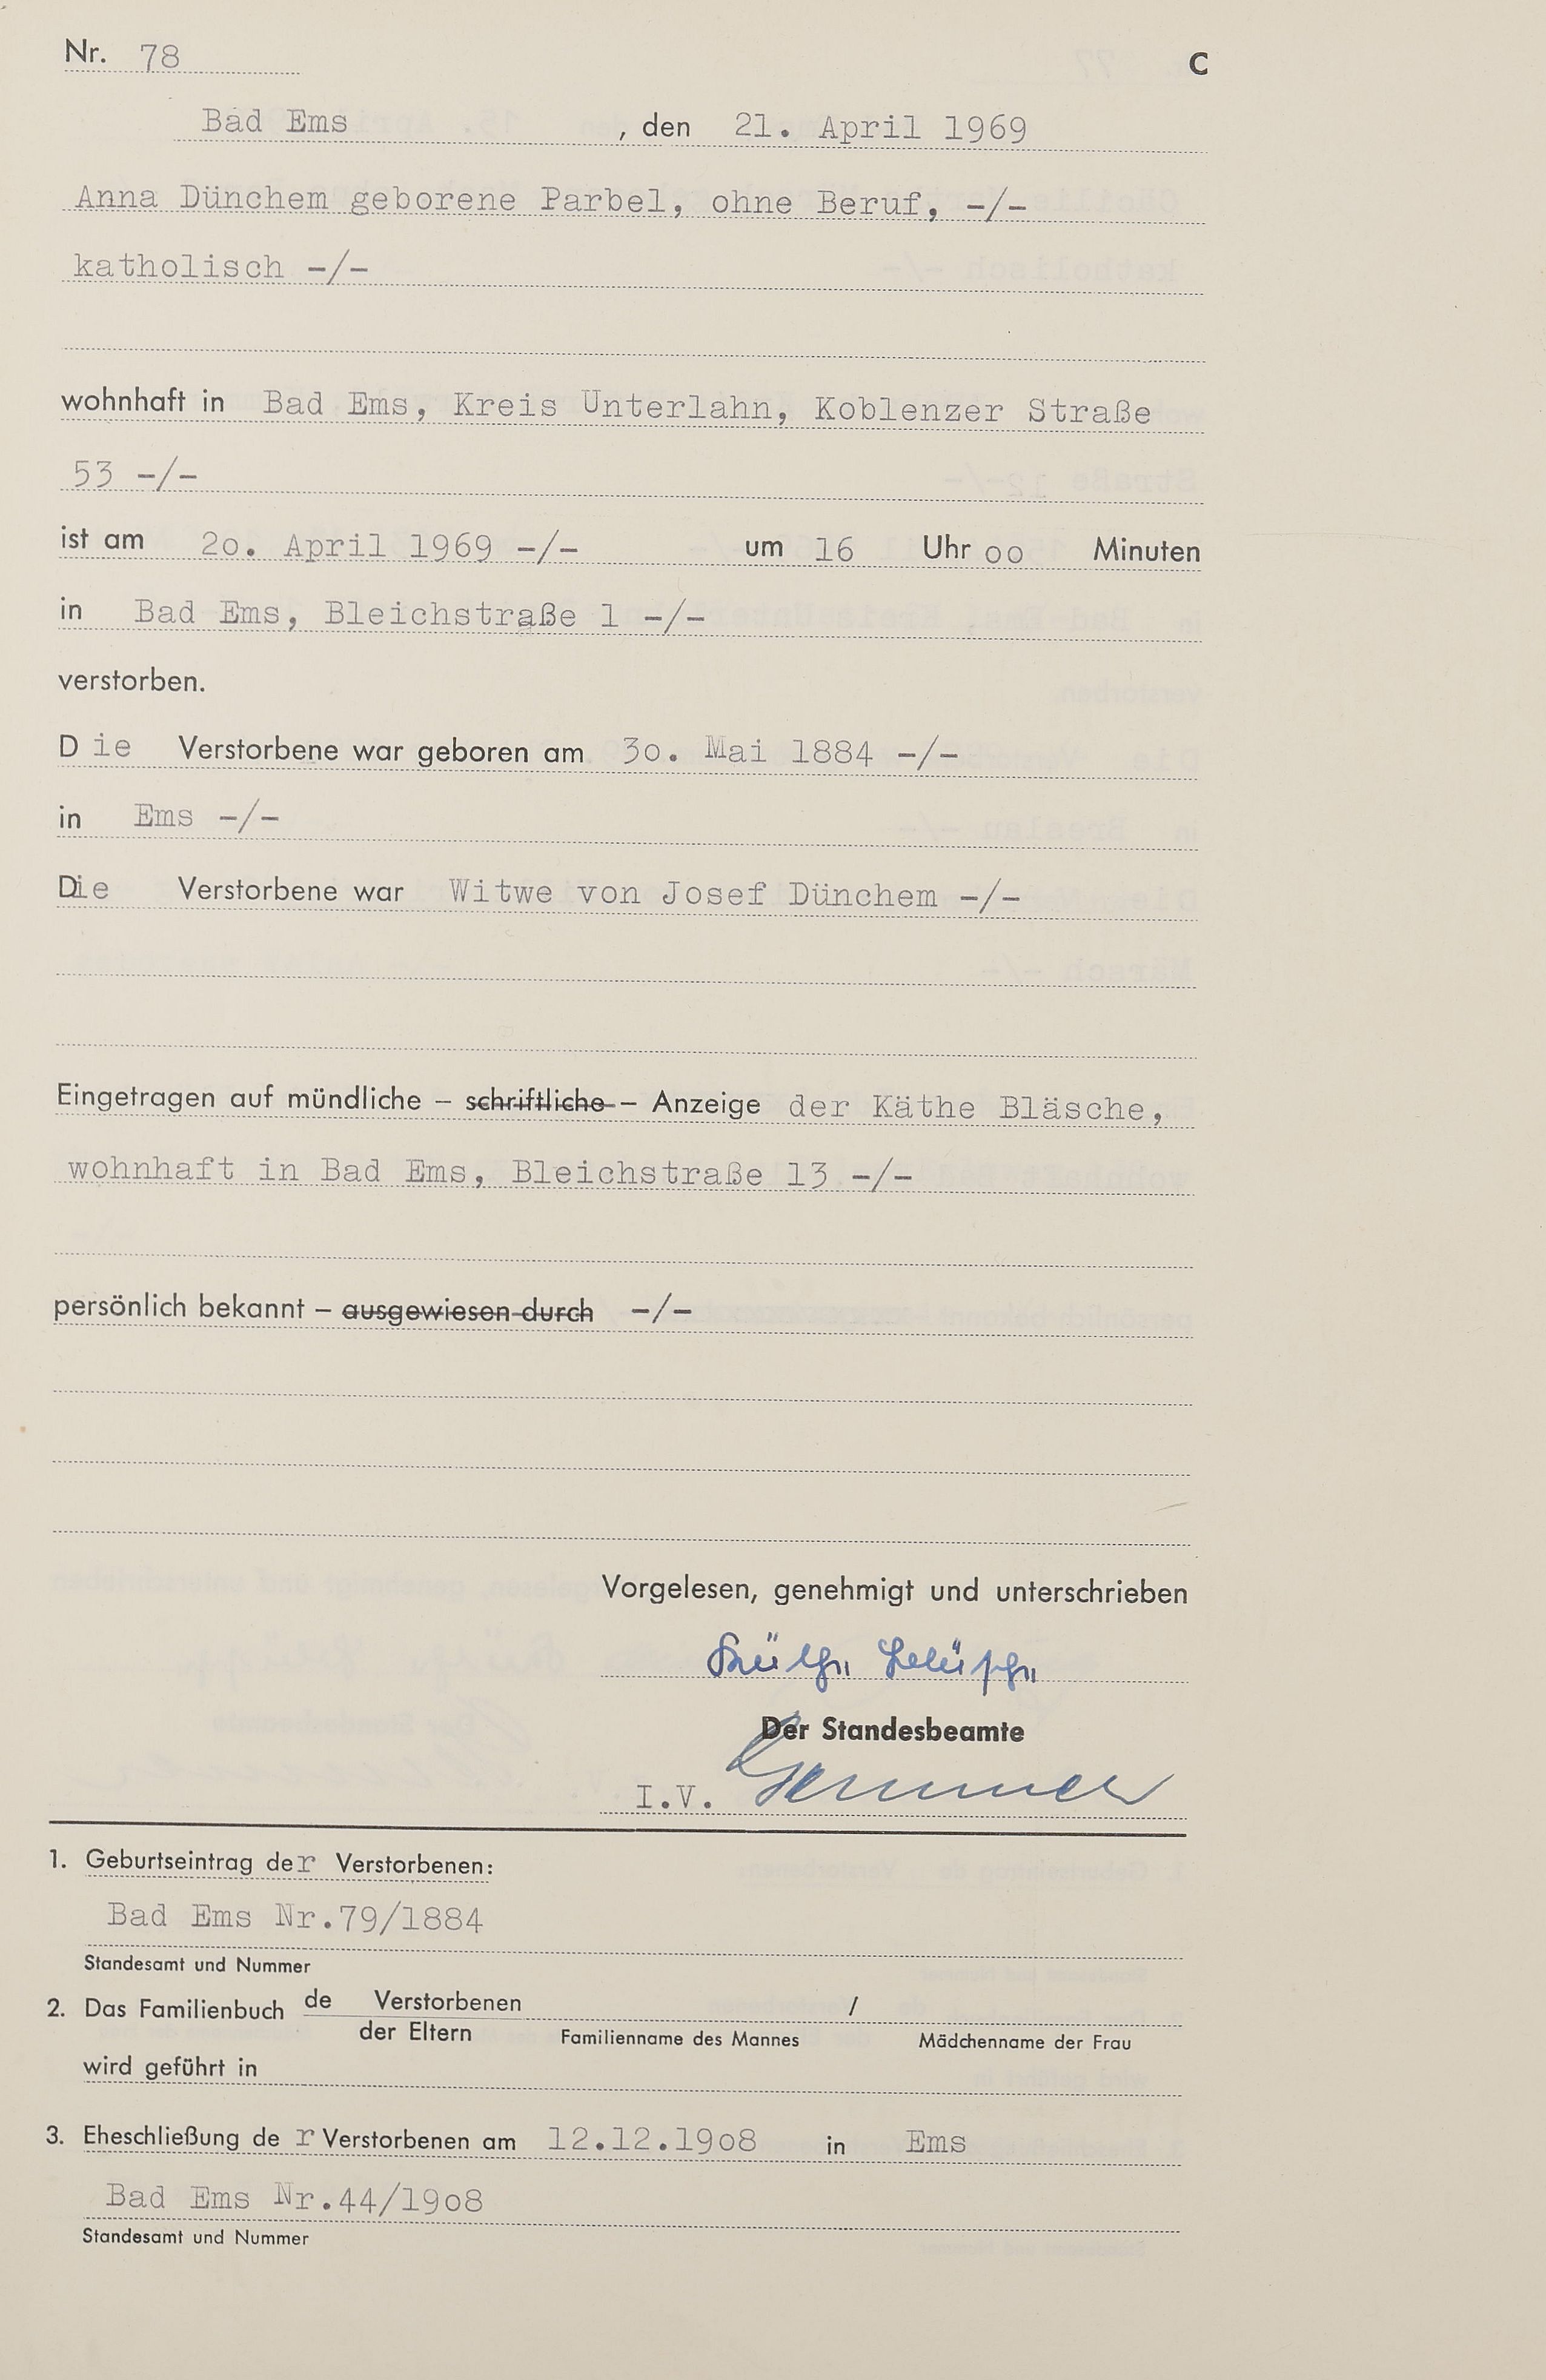 Nr. 78 C
Bad Ems , den 21. April 1969
Anna Dünchem geborene Parbel, ohne Beruf, -/-
katholisch -/-
wohnhaft in Bad Ems, Kreis Unterlahn, Koblenzer Straße
53 -/-
ist am 2o. April 1969 -/- um 16 Uhr oo Minuten
in Bad Ems, Bleichstraße 1 -/-
verstorben.
Die Verstorbene war geboren am 3o. Mai 1884 -/-
in Ems -/-
Die Verstorbene war Witwe von Josef Dünchem -/-
Eingetragen auf mündliche – schriftliche – Anzeige der Käthe Bläsche,
wohnhaft in Bad Ems, Bleichstraße 13 -/-
persönlich bekannt – ausgewiesen durch -/-
Vorgelesen, genehmigt und unterschrieben
Käthe Bläsche
Der Standesbeamte
I.V.
1. Geburtseintrag der Verstorbenen:
Bad Ems Nr.79/1884
Standesamt und Nummer
2. Das Familienbuch de Verstorbenen /
der Eltern Familienname des Mannes Mädchenname der Frau
wird geführt in
3. Eheschließung de r Verstorbenen am 12.12.19o8 in Ems
Bad Ems Nr.44/19o8
Standesamt und Nummer